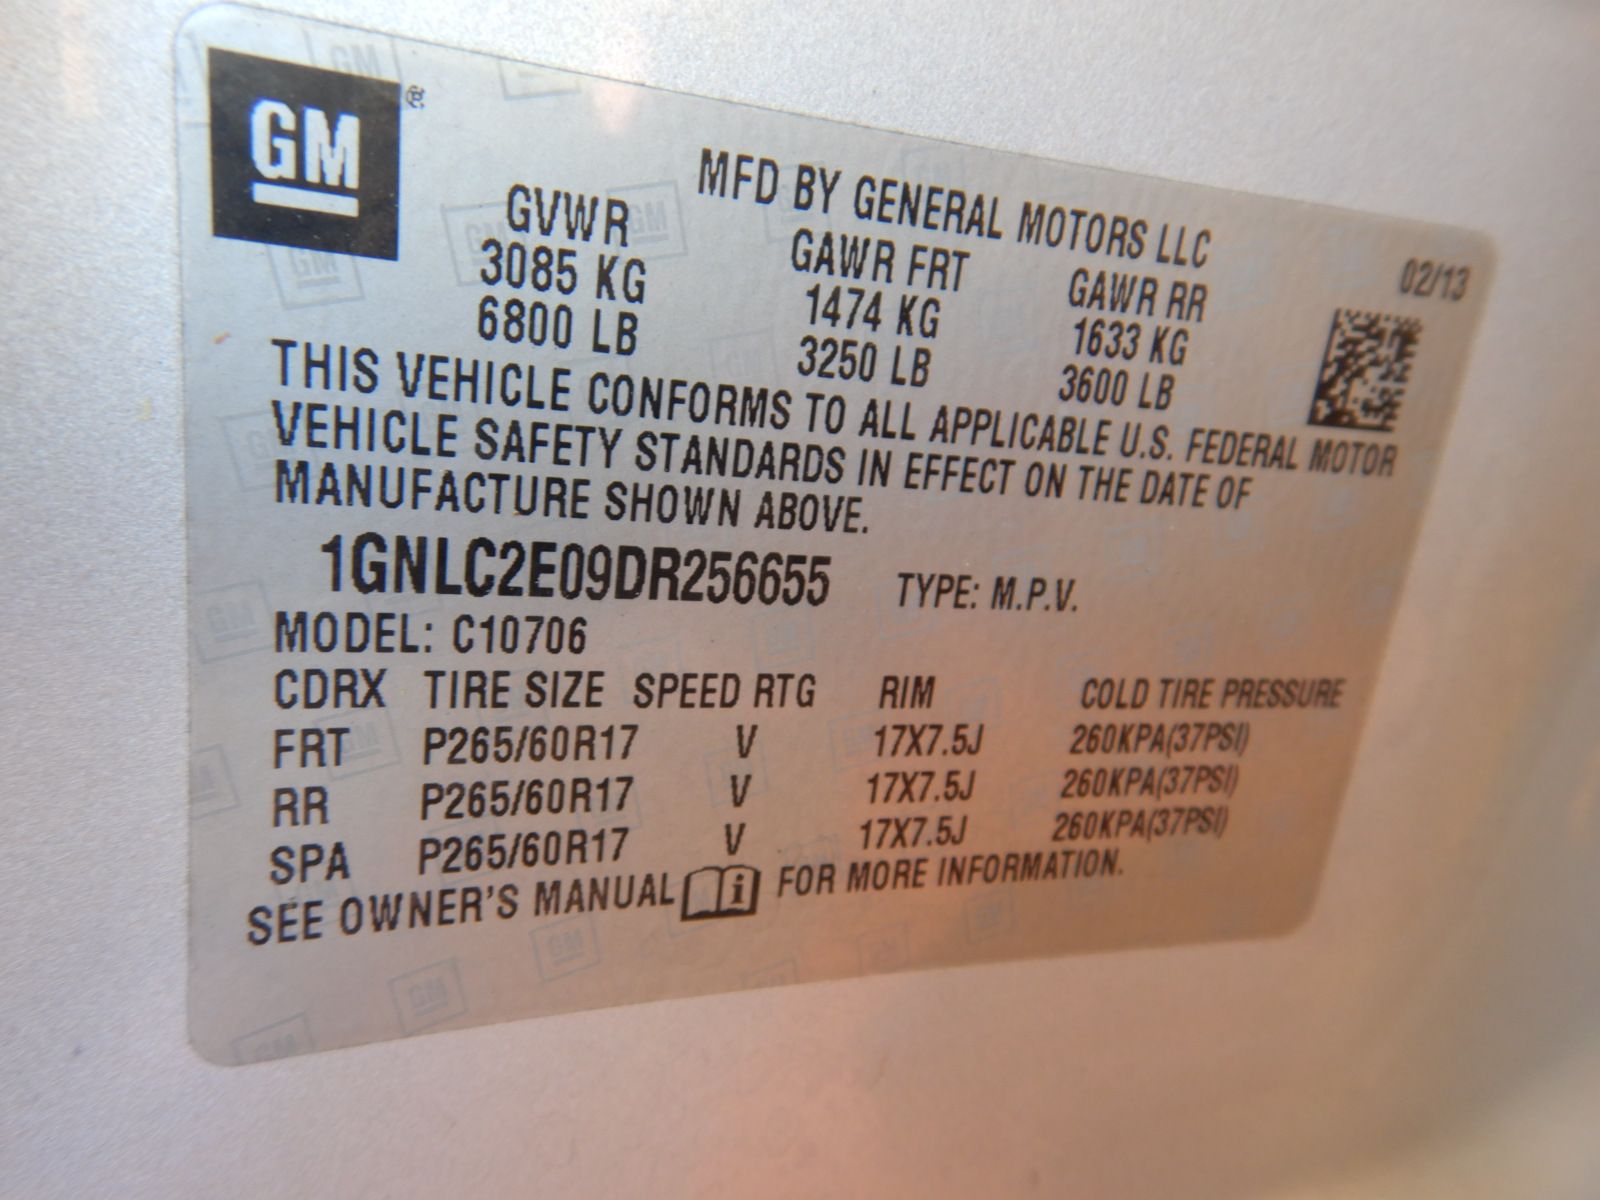 GM®
MFD BY GENERAL MOTORS LLC
02/13
GVWR GAWR FRT GAWR RR
3085 KG 1474 KG 1633 KG
6800 LB 3250 LB 3600 LB
THIS VEHICLE CONFORMS TO ALL APPLICABLE U.S. FEDERAL MOTOR
VEHICLE SAFETY STANDARDS IN EFFECT ON THE DATE OF
MANUFACTURE SHOWN ABOVE.
1GNLC2E09DR256655 TYPE: M.P.V.
MODEL: C10706
CDRX TIRE SIZE SPEED RTG RIM COLD TIRE PRESSURE
FRT P265/60R17 V 17X7.5J 260KPA(37PSI)
RR P265/60R17 V 17X7.5J 260KPA(37PSI)
SPA P265/60R17 V 17X7.5J 260KPA(37PSI)
SEE OWNER'S MANUAL i FOR MORE INFORMATION.